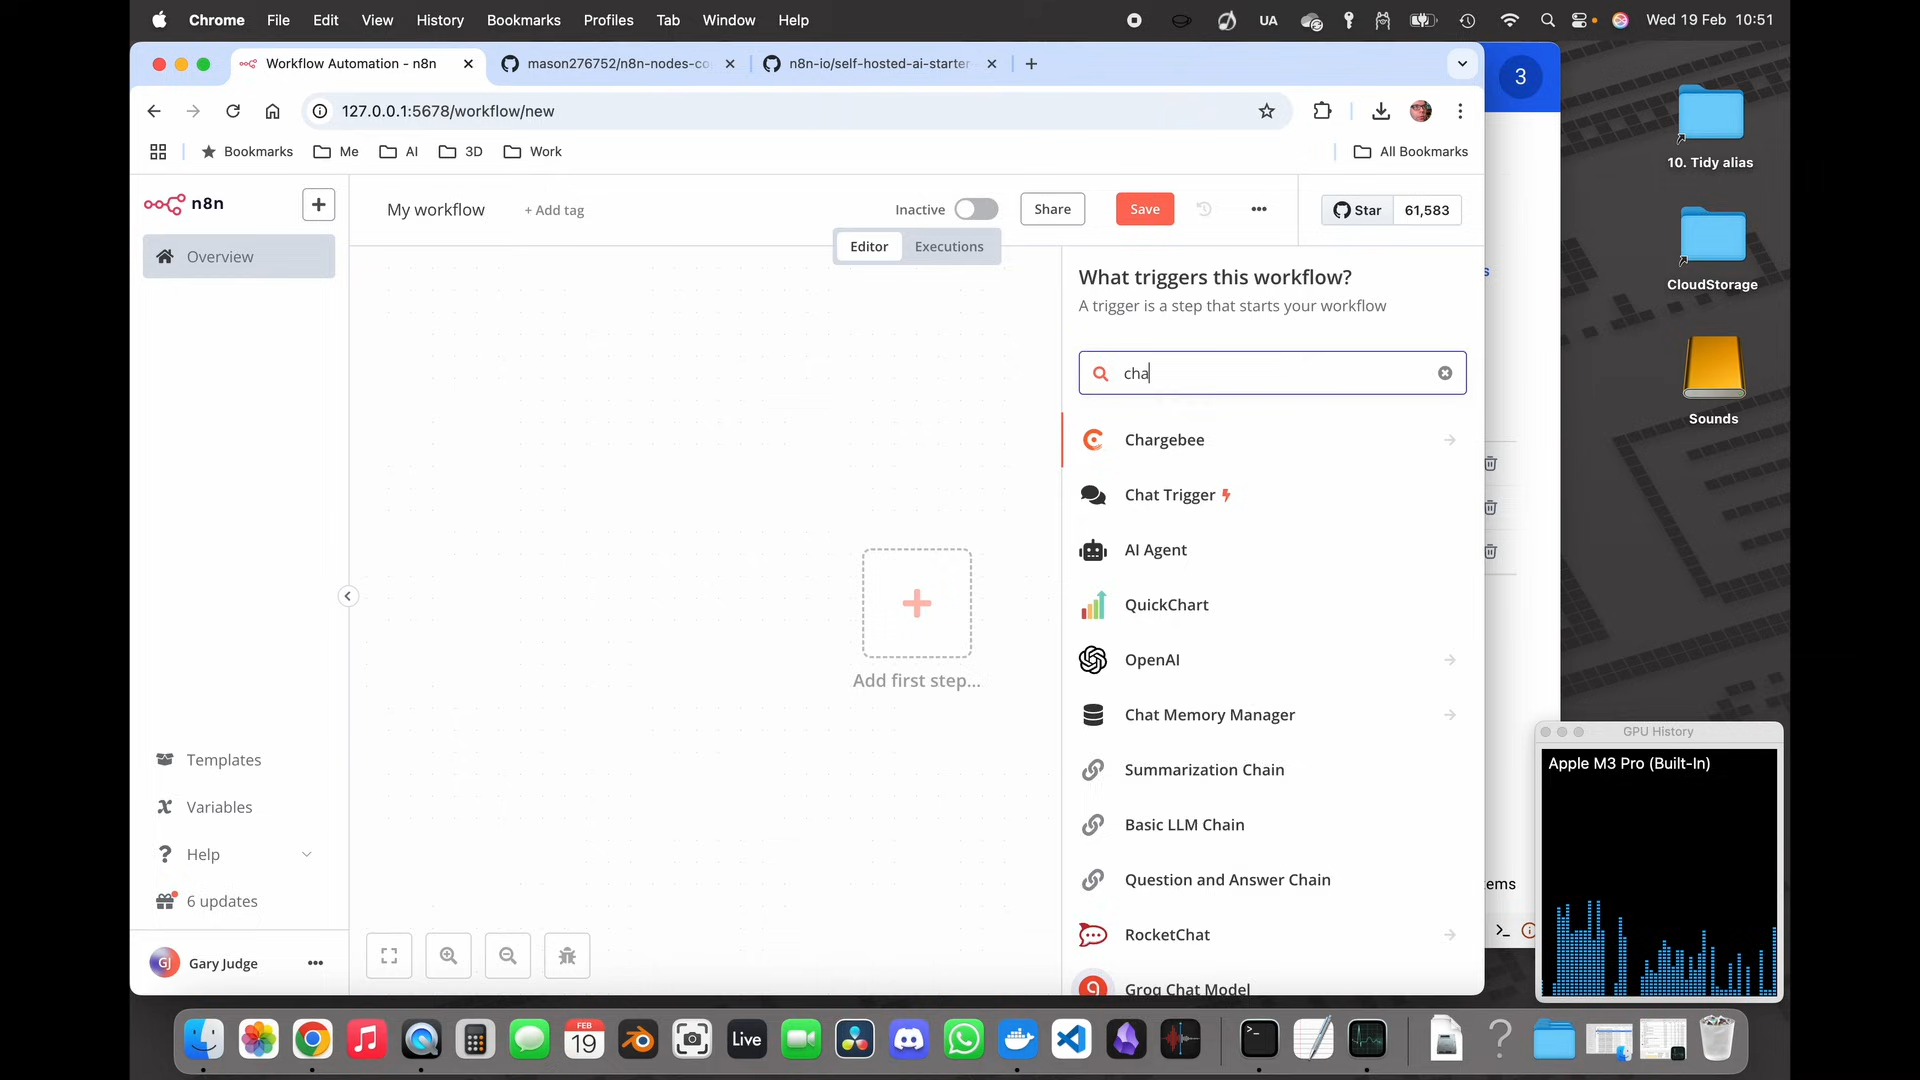 Chrome File Edit View History Bookmarks Profiles Tab Window Help
UA Wed 19 Feb 10:51
Workflow Automation - n8n
mason276752/n8n-nodes-co
n8n-io/self-hosted-ai-starter
3
127.0.0.1:5678/workflow/new
Bookmarks Me AI 3D Work All Bookmarks
n8n
My workflow + Add tag Inactive Share Save Star 61,583
Editor Executions
Overview
What triggers this workflow?
A trigger is a step that starts your workflow
cha
Chargebee
Chat Trigger
AI Agent
QuickChart
OpenAI
Chat Memory Manager
Summarization Chain
Basic LLM Chain
Question and Answer Chain
RocketChat
Groq Chat Model
Add first step...
Templates
Variables
Help
6 updates
GJ Gary Judge
10. Tidy alias
CloudStorage
Sounds
s
ems
GPU History
Apple M3 Pro (Built-In)
FEB
19
Live